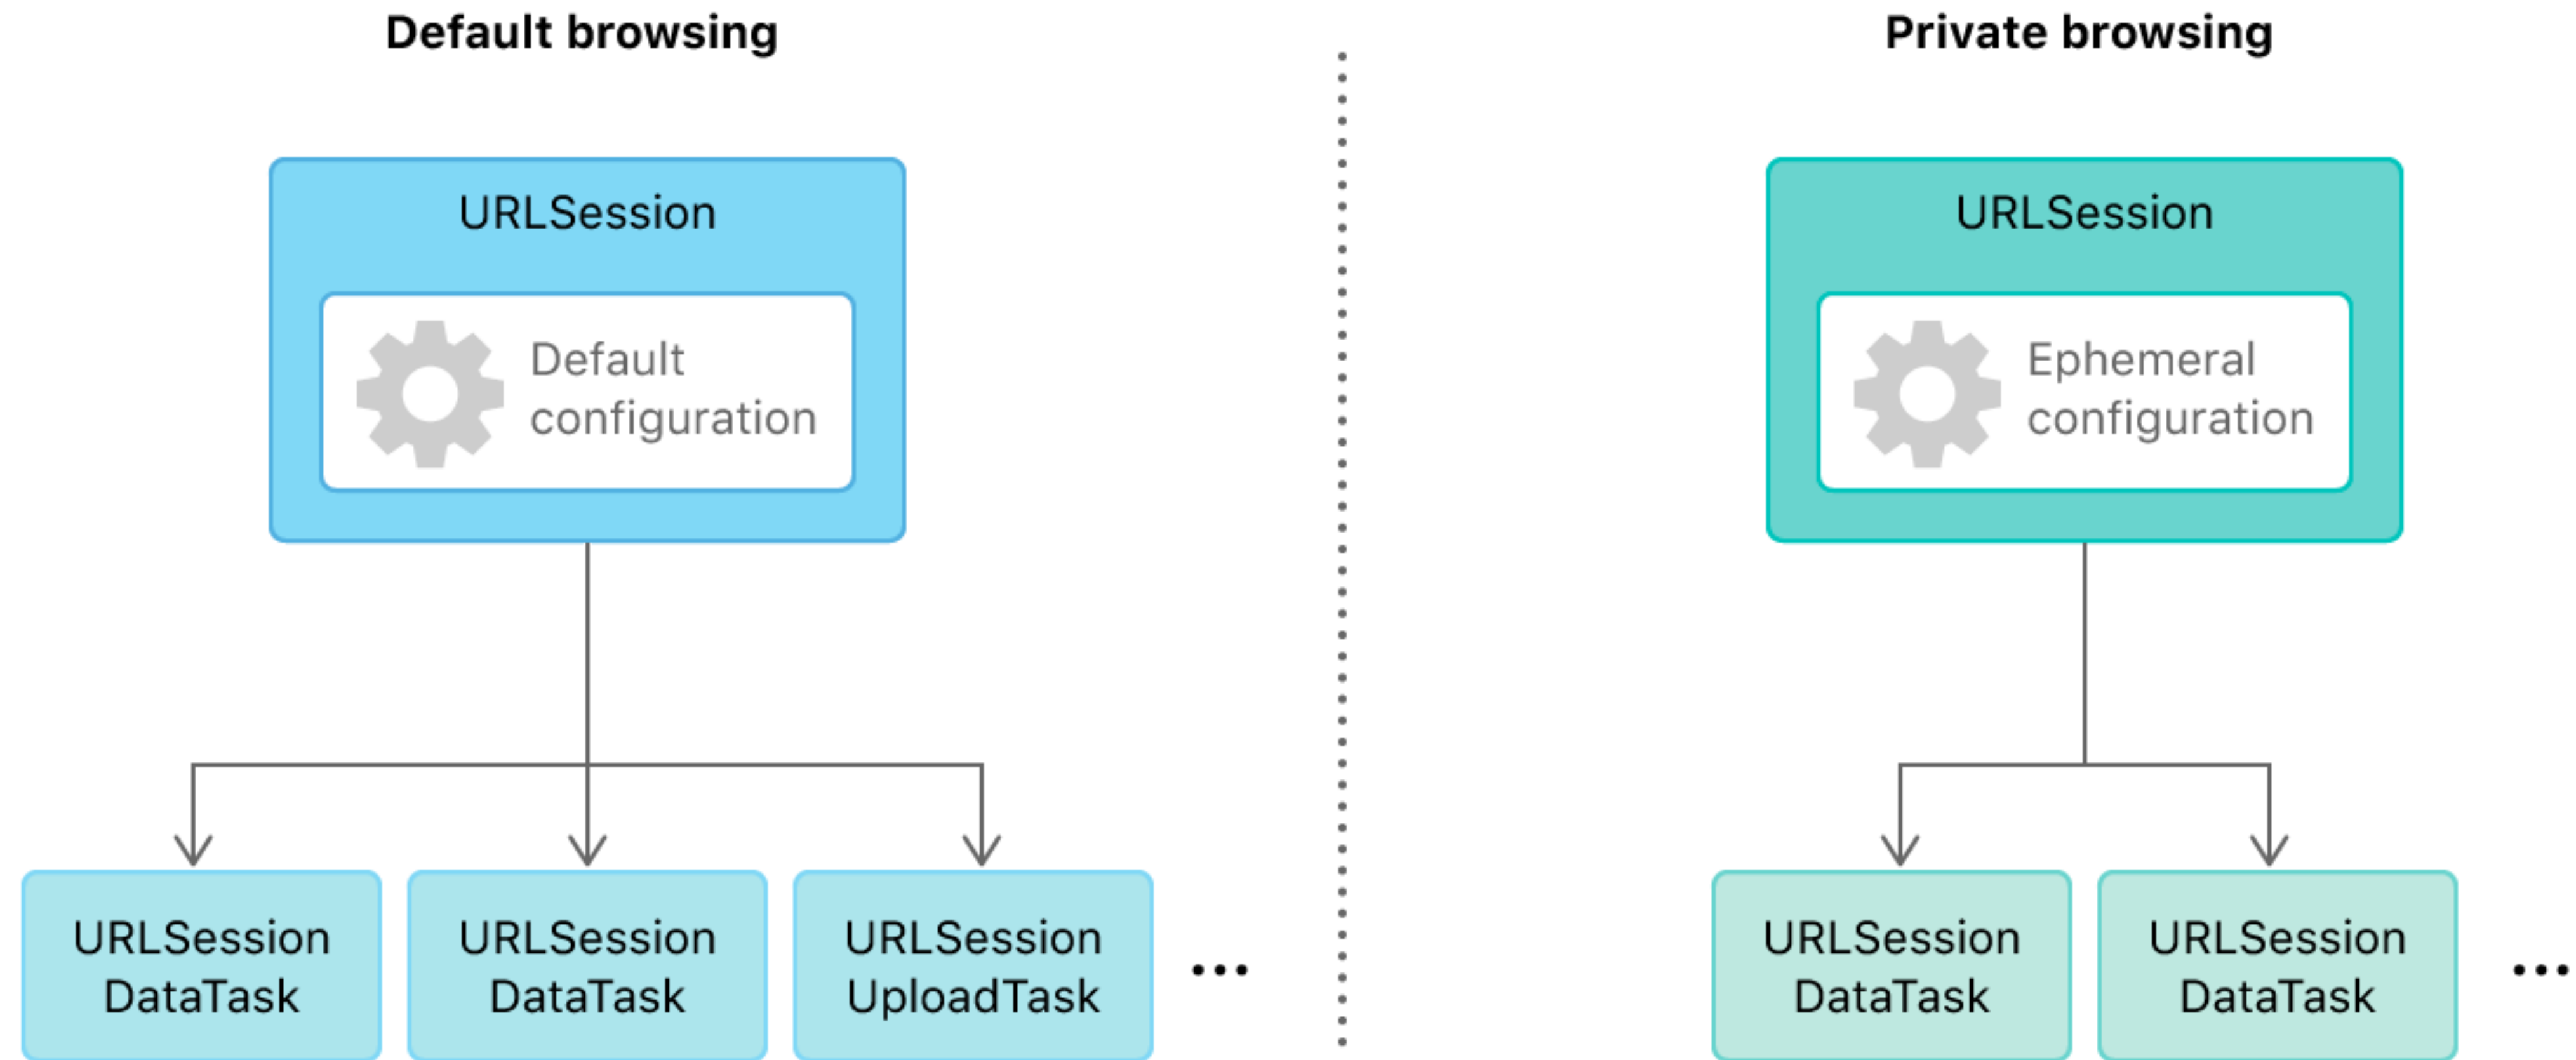 Default browsing
URLSession
Default
configuration
URLSession
DataTask
URLSession
DataTask
URLSession
UploadTask
...
Private browsing
URLSession
Ephemeral
configuration
URLSession
DataTask
URLSession
DataTask
...